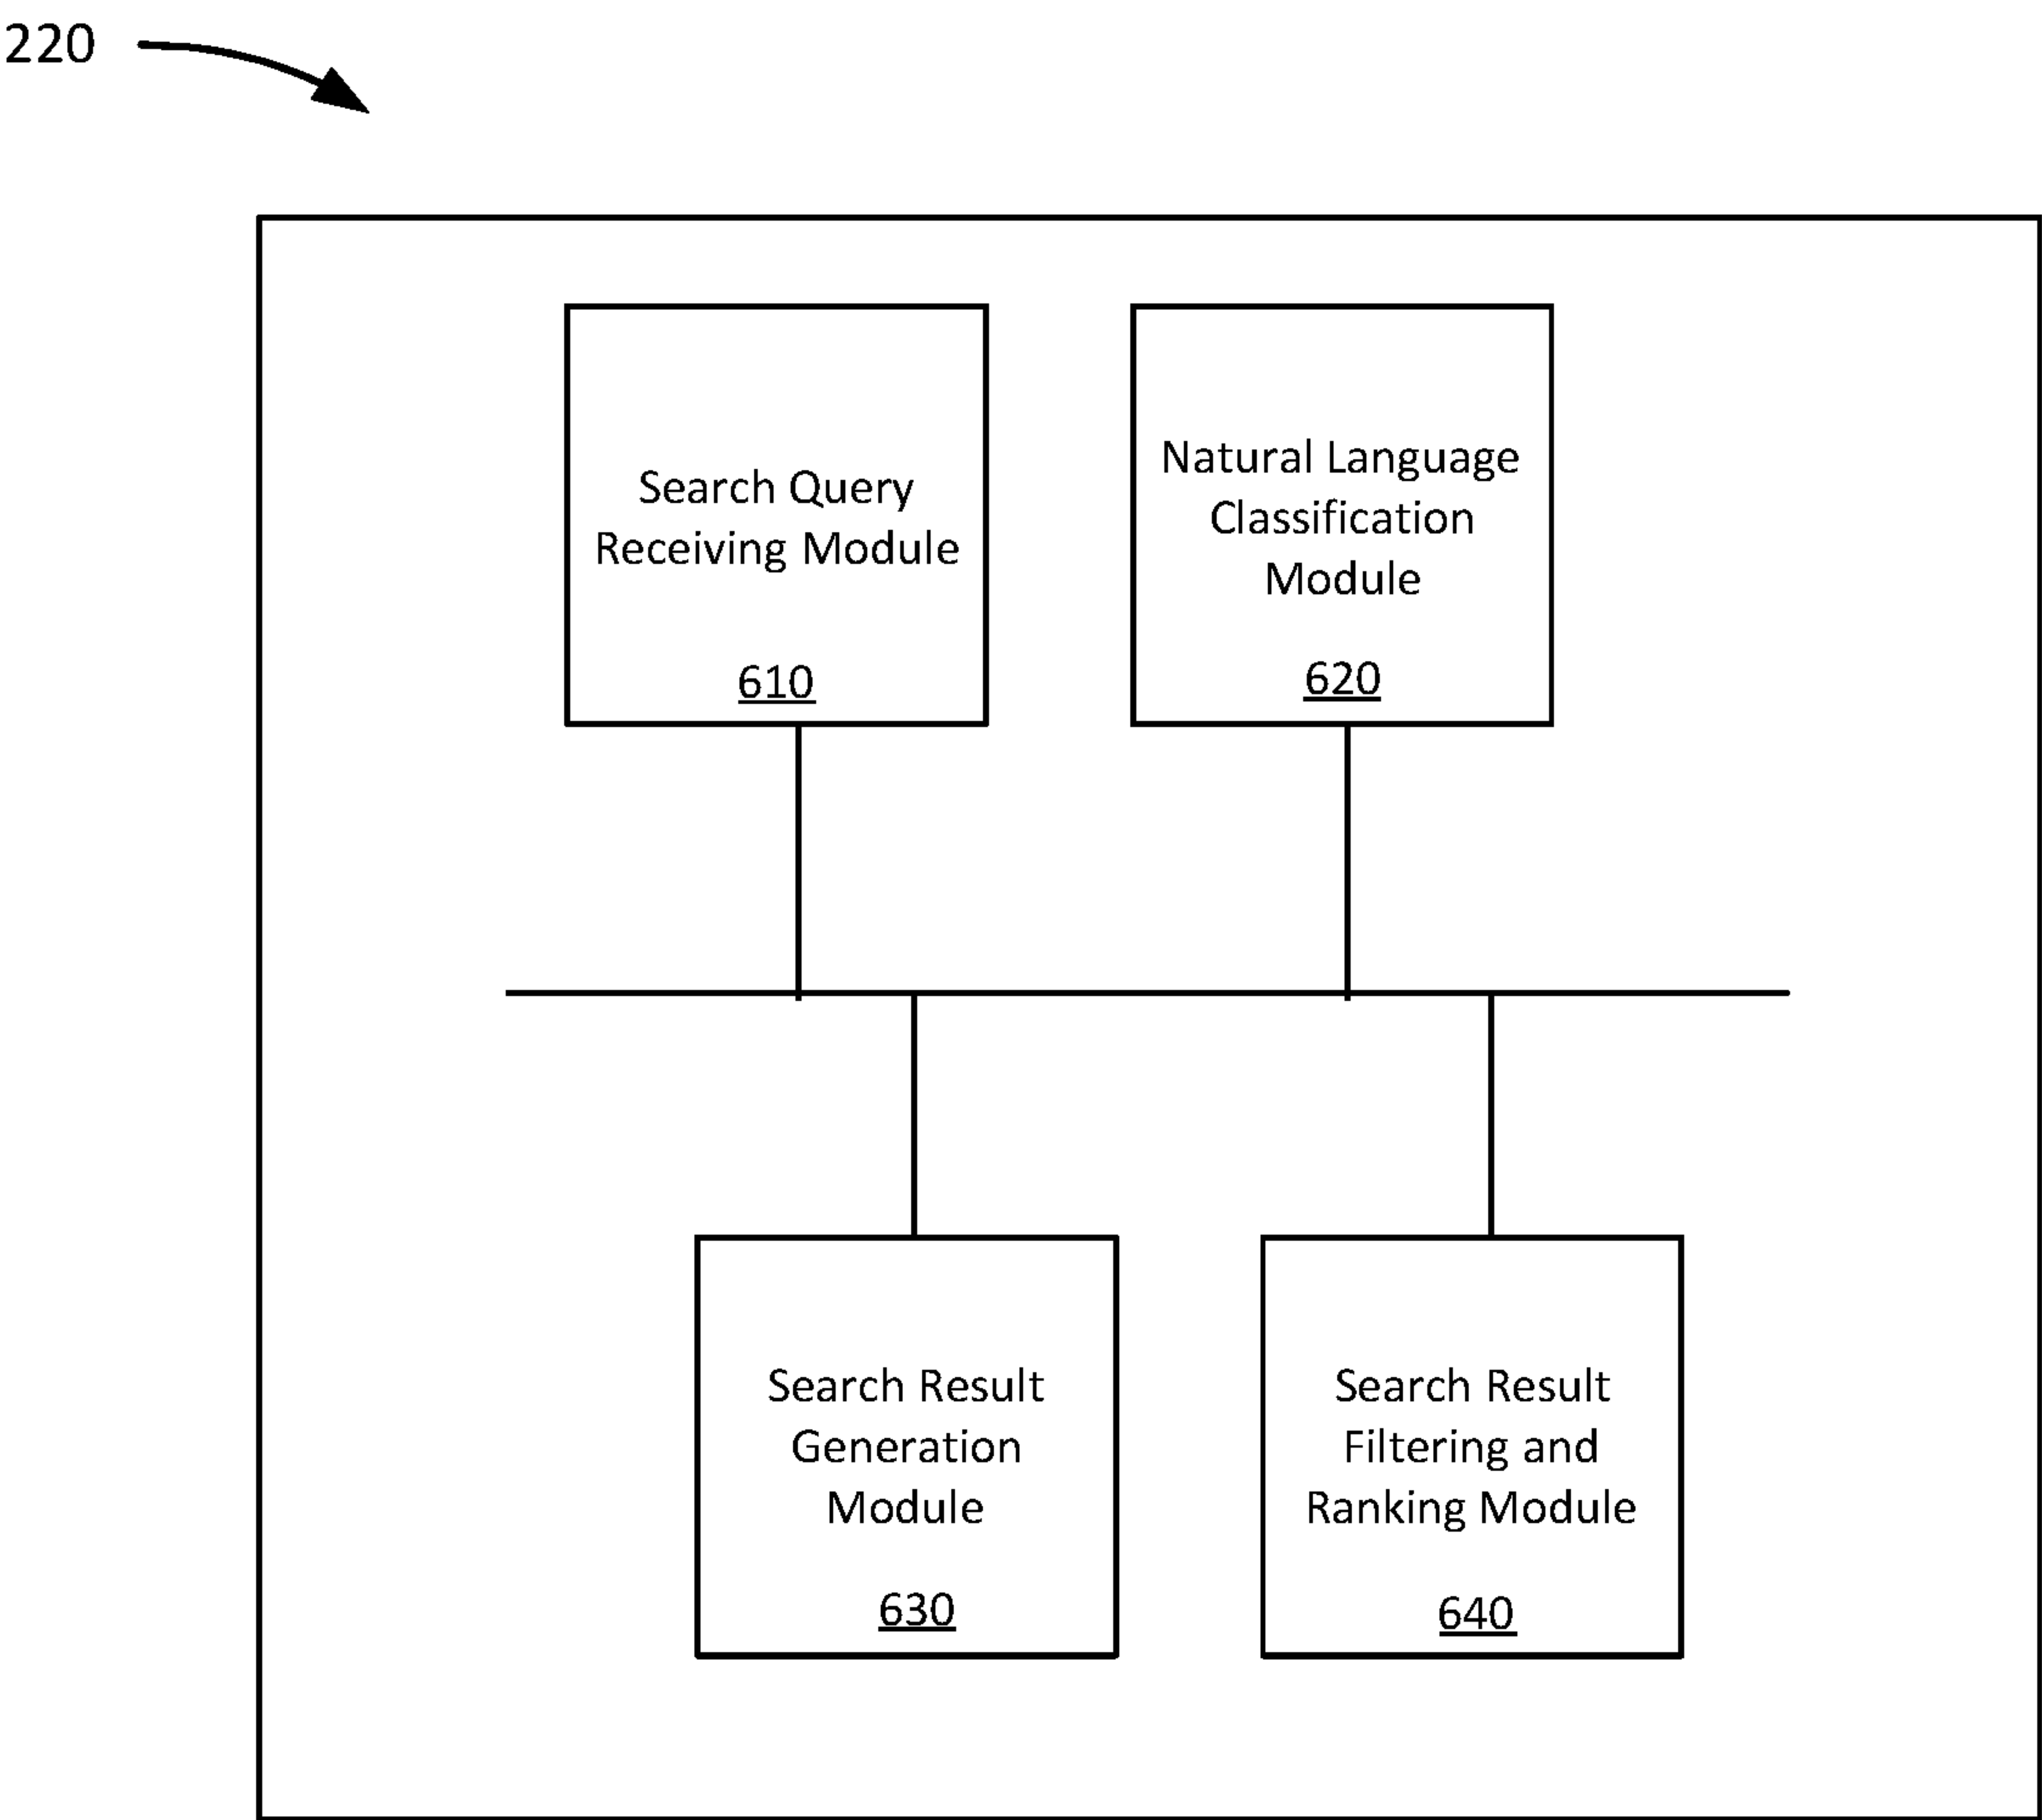 220
Search Query
Receiving Module
610
Natural Language
Classification
Module
620
Search Result
Generation
Module
630
Search Result
Filtering and
Ranking Module
640